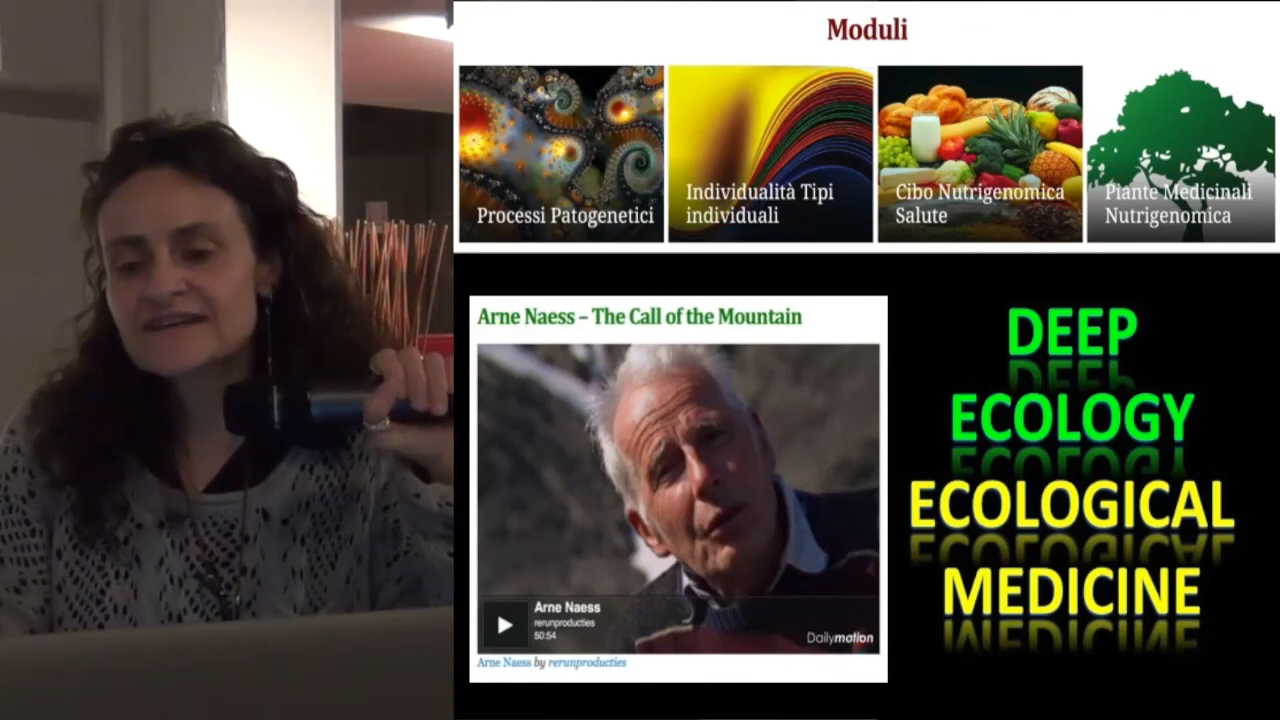 Moduli
Processi Patogenetici
Individualità Tipi
individuali
Cibo Nutrigenomica
Salute
Piante Medicinali
Nutrigenomica
Arne Naess – The Call of the Mountain
Arne Naess
rerunproducties
50:54
Dailymotion
Arne Naess by rerunproducties
DEEP
ECOLOGY
ECOLOGICAL
MEDICINE